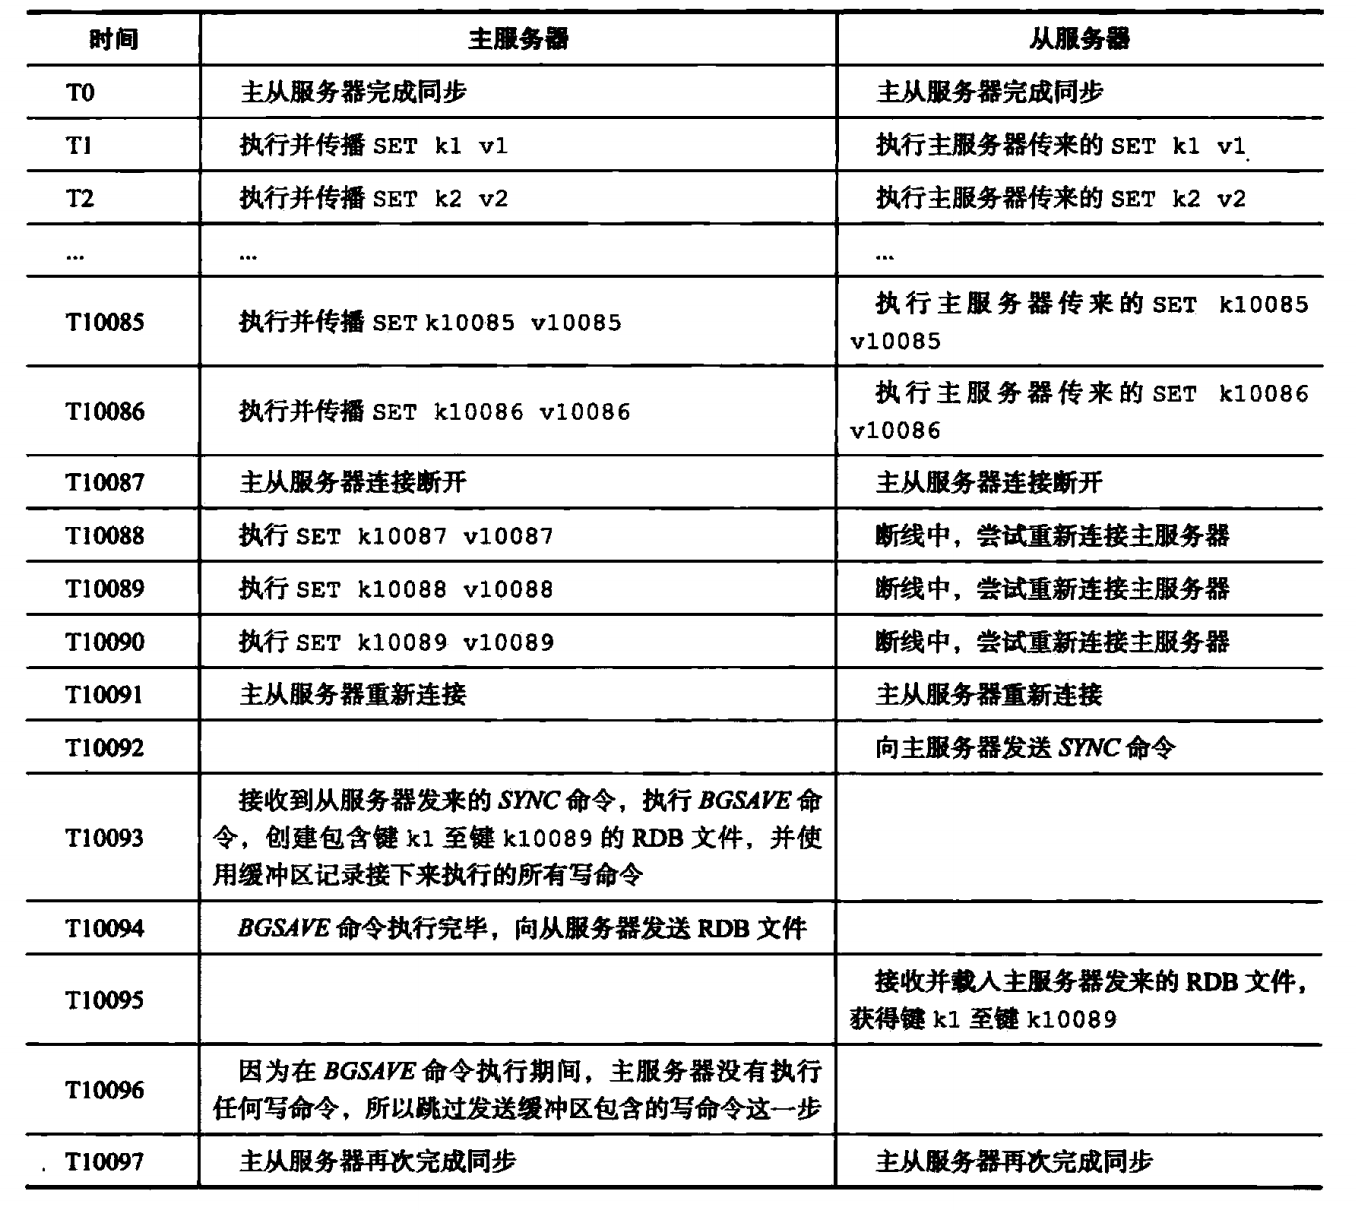 时间 主服务器 从服务器
T0 主从服务器完成同步 主从服务器完成同步
T1 执行并传播 SET k1 v1 执行主服务器传来的 SET k1 v1
T2 执行并传播 SET k2 v2 执行主服务器传来的 SET k2 v2
... ... ...
T10085 执行并传播 SET k10085 v10085 执行主服务器传来的 SET k10085
v10085
T10086 执行并传播 SET k10086 v10086 执行主服务器传来的 SET k10086
v10086
T10087 主从服务器连接断开 主从服务器连接断开
T10088 执行 SET k10087 v10087 断线中，尝试重新连接主服务器
T10089 执行 SET k10088 v10088 断线中，尝试重新连接主服务器
T10090 执行 SET k10089 v10089 断线中，尝试重新连接主服务器
T10091 主从服务器重新连接 主从服务器重新连接
T10092 向主服务器发送 SYNC 命令
T10093 接收到从服务器发来的 SYNC 命令，执行 BGSAVE 命
令，创建包含键 k1 至键 k10089 的 RDB 文件，并使
用缓冲区记录接下来执行的所有写命令
T10094 BGSAVE 命令执行完毕，向从服务器发送 RDB 文件
T10095 接收并载入主服务器发来的 RDB 文件，
获得键 k1 至键 k10089
T10096 因为在 BGSAVE 命令执行期间，主服务器没有执行
任何写命令，所以跳过发送缓冲区包含的写命令这一步
T10097 主从服务器再次完成同步 主从服务器再次完成同步